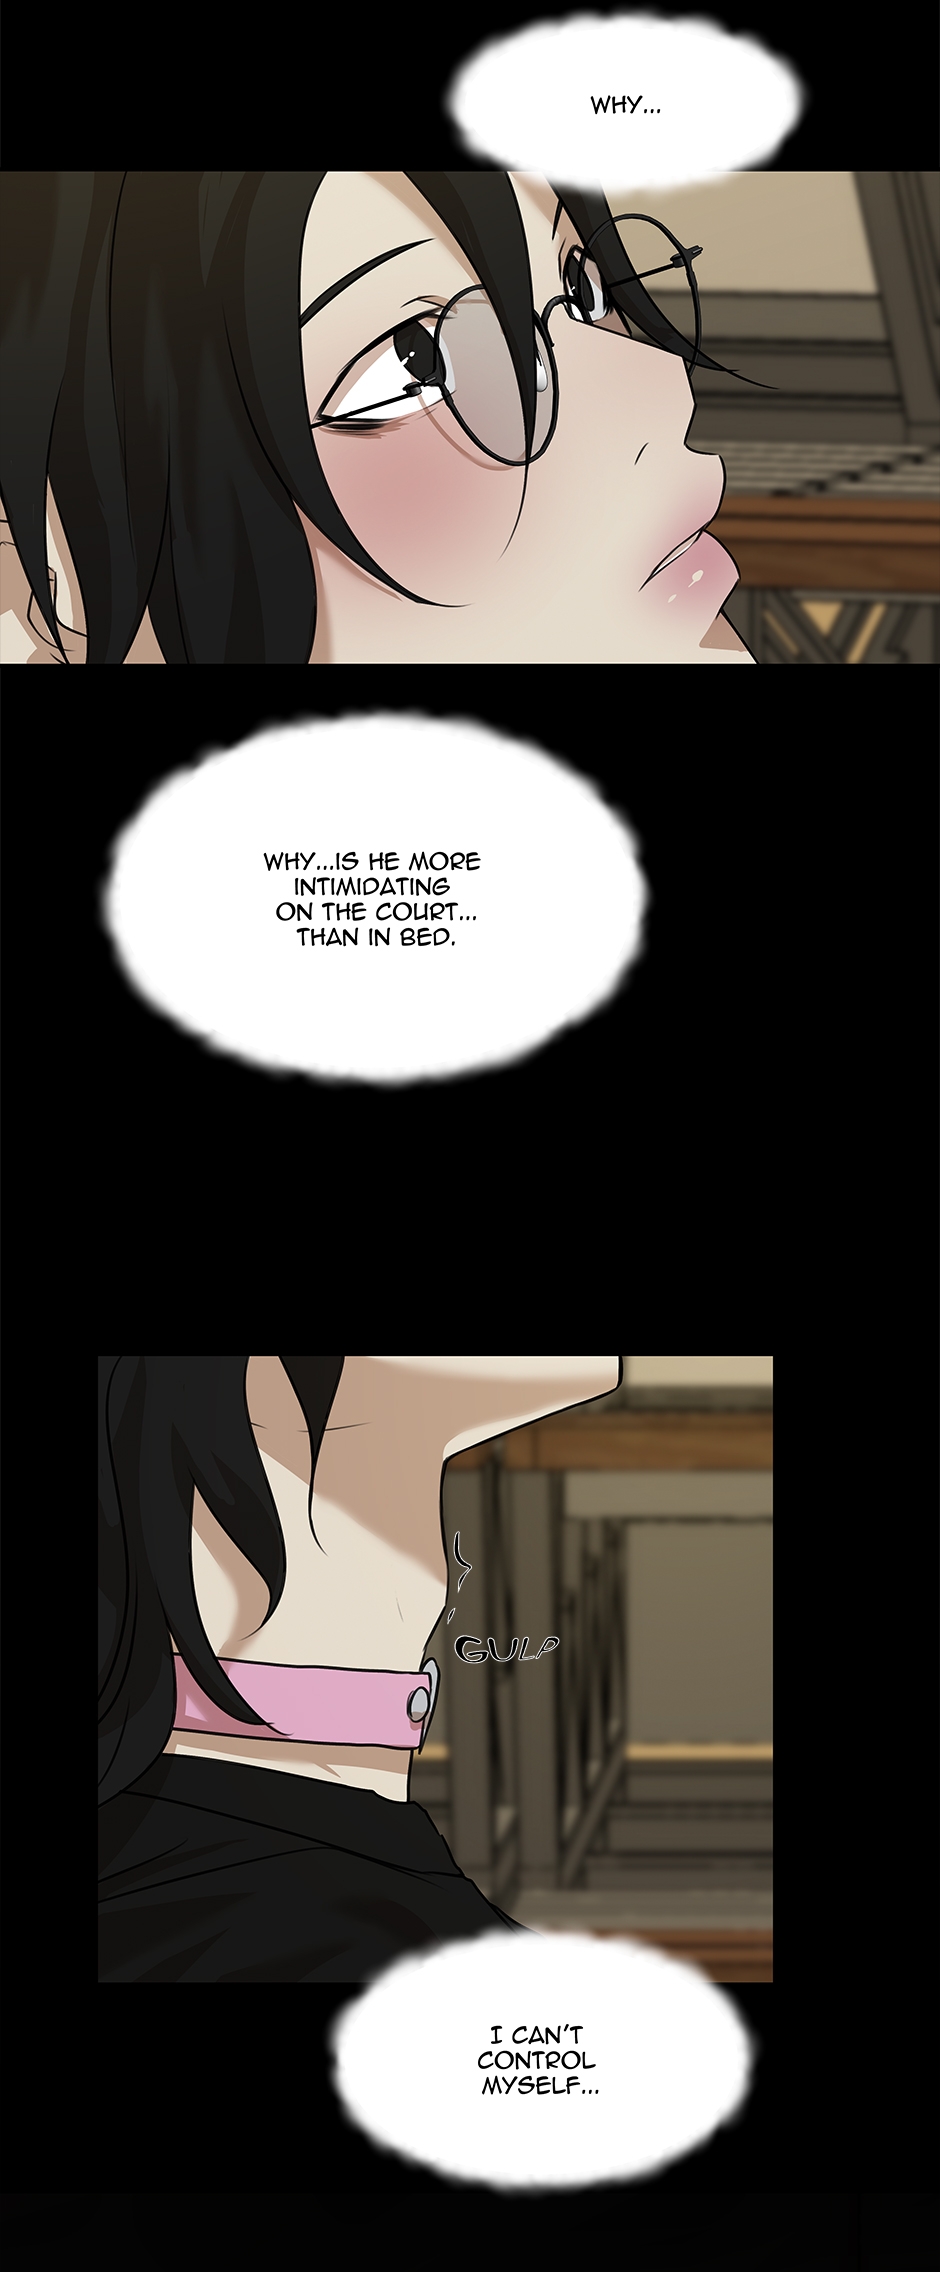 WHY...
WHY...IS HE MORE
INTIMIDATING
ON THE COURT...
THAN IN BED.
GULP
I CAN'T
CONTROL
MYSELF...